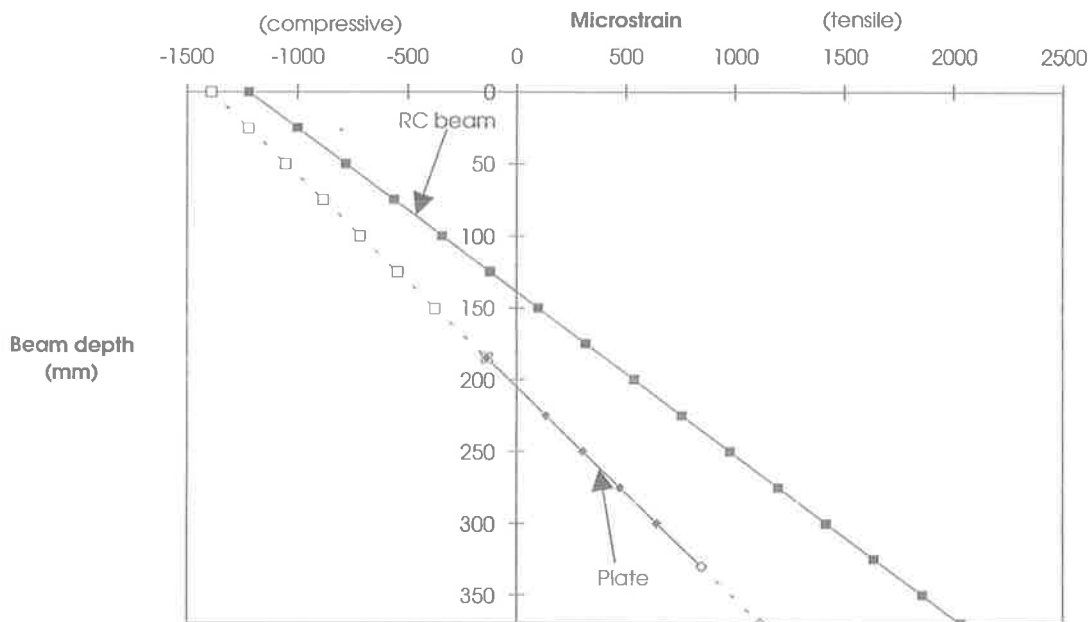 (compressive) Microstrain (tensile)
-1500 -1000 -500 0 500 1000 1500 2000 2500
0
RC beam
50
100
150
Beam depth
(mm)
200
250
300
Plate
350